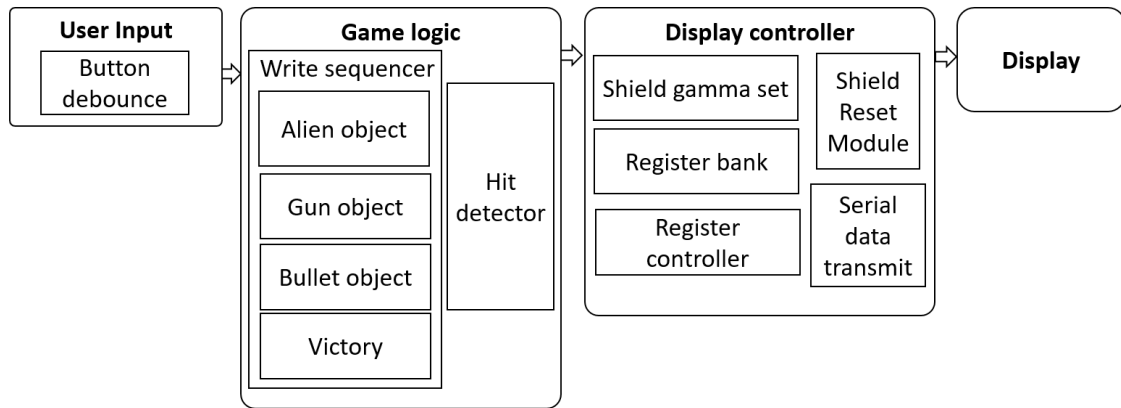 User Input
Button
debounce
Game logic
Write sequencer
Alien object
Gun object
Bullet object
Victory
Hit
detector
Display controller
Shield gamma set
Register bank
Register
controller
Shield
Reset
Module
Serial
data
transmit
Display